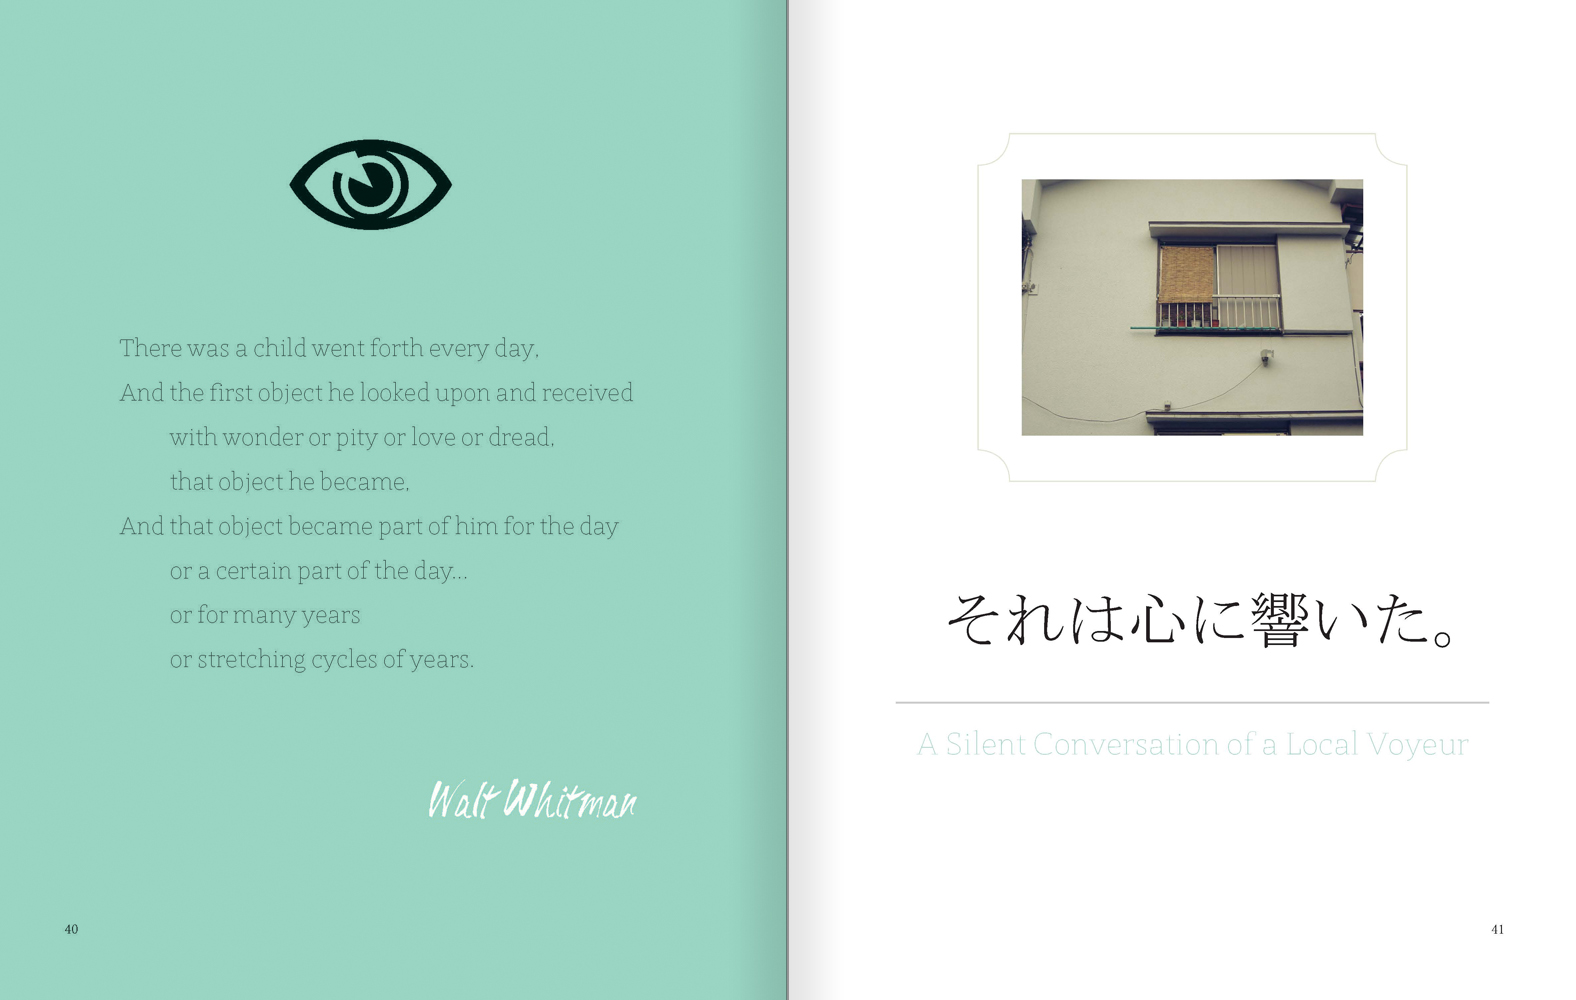 There was a child went forth every day,
And the first object he looked upon and received
with wonder or pity or love or dread,
that object he became,
And that object became part of him for the day
or a certain part of the day...
or for many years
or stretching cycles of years.
Walt Whitman
40
それは心に響いた。
A Silent Conversation of a Local Voyeur
41